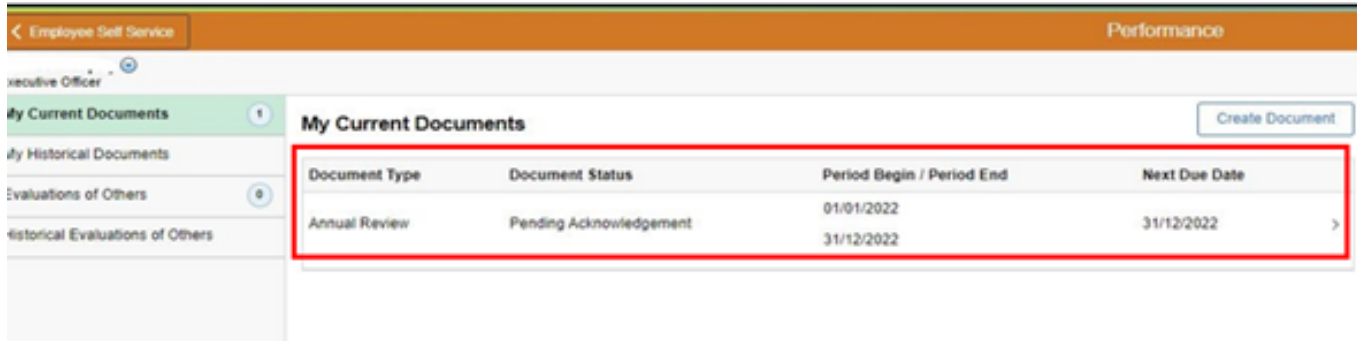 Employee Self Service
Performance
xecutive Officer
My Current Documents 1
My Current Documents
Create Document
My Historical Documents
Document Type Document Status Period Begin / Period End Next Due Date
Evaluations of Others 0
Annual Review Pending Acknowledgement 01/01/2022 31/12/2022
31/12/2022
Historical Evaluations of Others